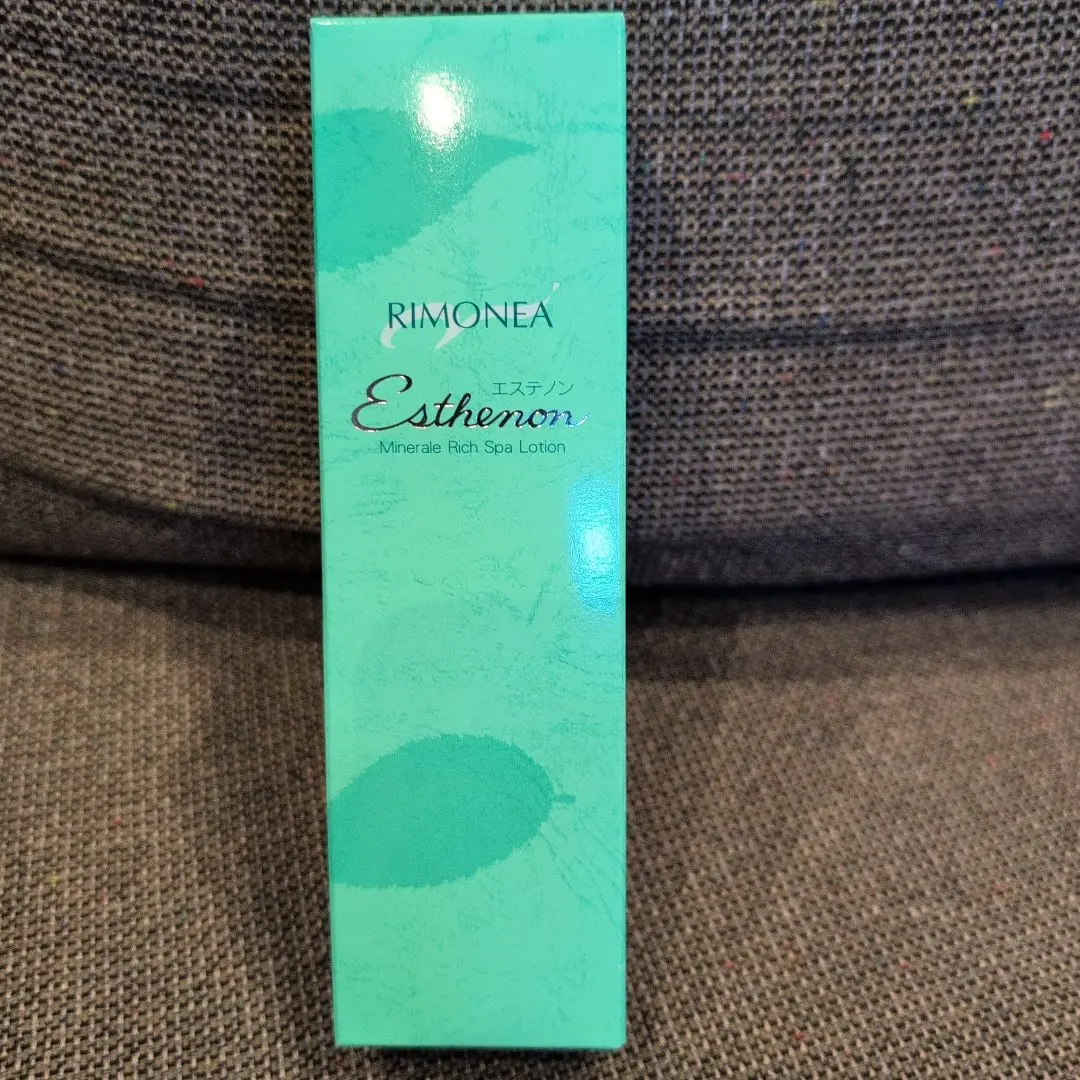 RIMONEA
エステノン
Esthenon
Minerale Rich Spa Lotion